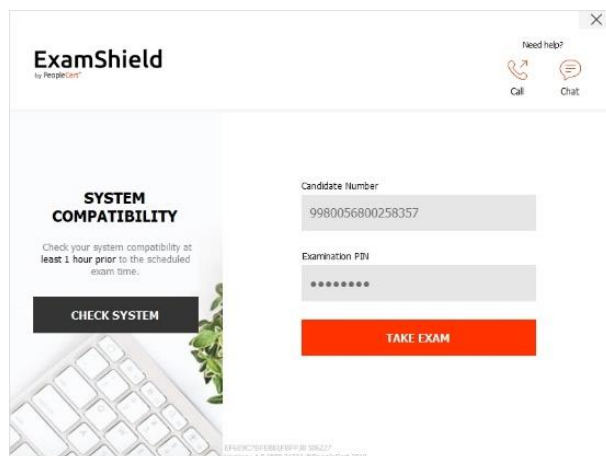 Need help?
ExamShield
by PeopleCert
Call
Chat
Candidate Number
9980056800258357
SYSTEM
COMPATIBILITY
Check your system compatibility at
least 1 hour prior to the scheduled
exam time.
CHECK SYSTEM
Examination PIN
TAKE EXAM